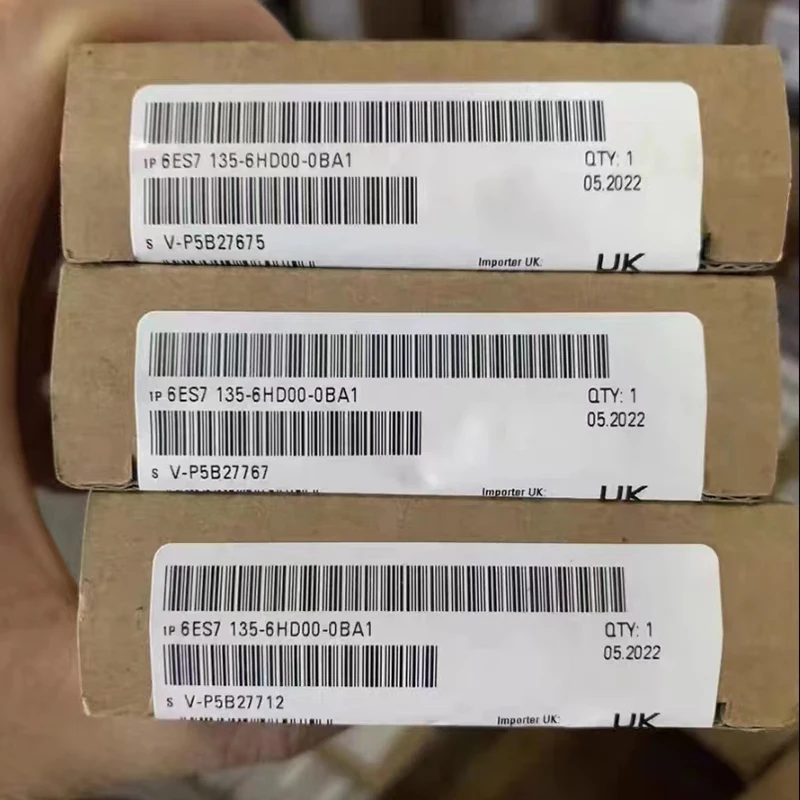 1P 6ES7 135-6HD00-0BA1 QTY: 1
05.2022
S V-P5B27675
Importer UK: UK
1P 6ES7 135-6HD00-0BA1 QTY: 1
05.2022
S V-P5B27767
Importer UK: UK
1P 6ES7 135-6HD00-0BA1 QTY: 1
05.2022
S V-P5B27712
Importer UK: UK